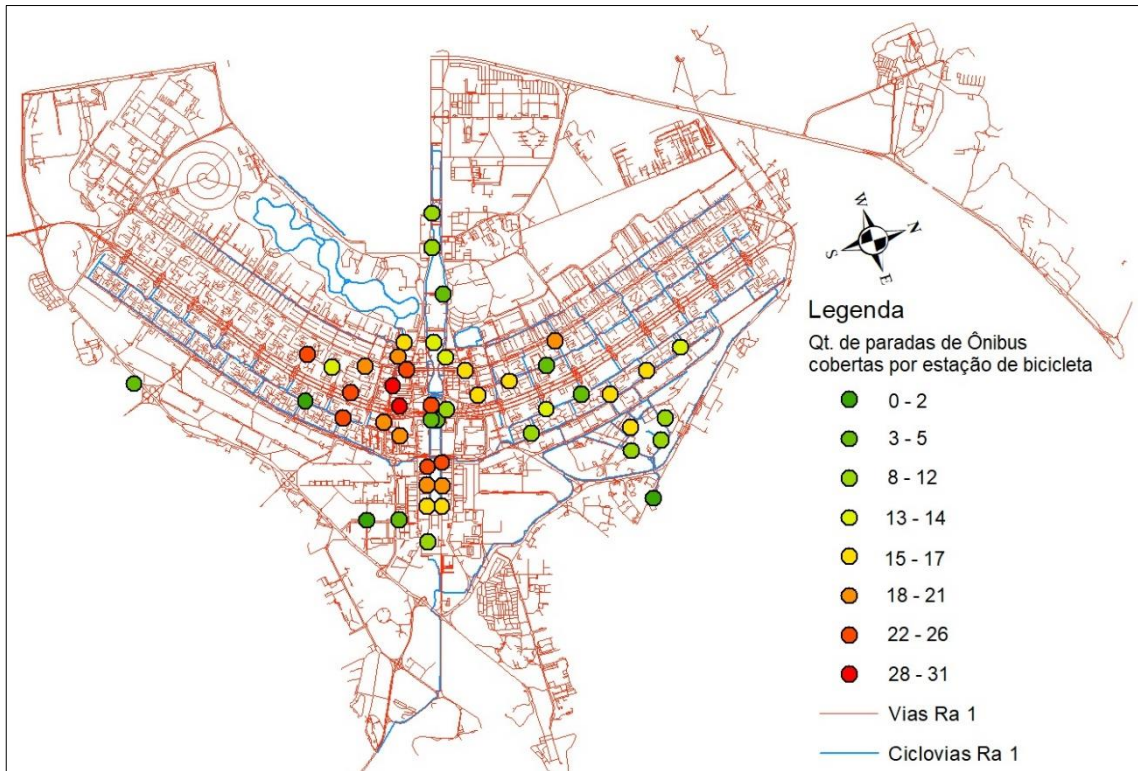 W
N
S
E
Legenda
Qt. de paradas de Ônibus
cobertas por estação de bicicleta
0 - 2
3 - 5
8 - 12
13 - 14
15 - 17
18 - 21
22 - 26
28 - 31
Vias Ra 1
Ciclovias Ra 1